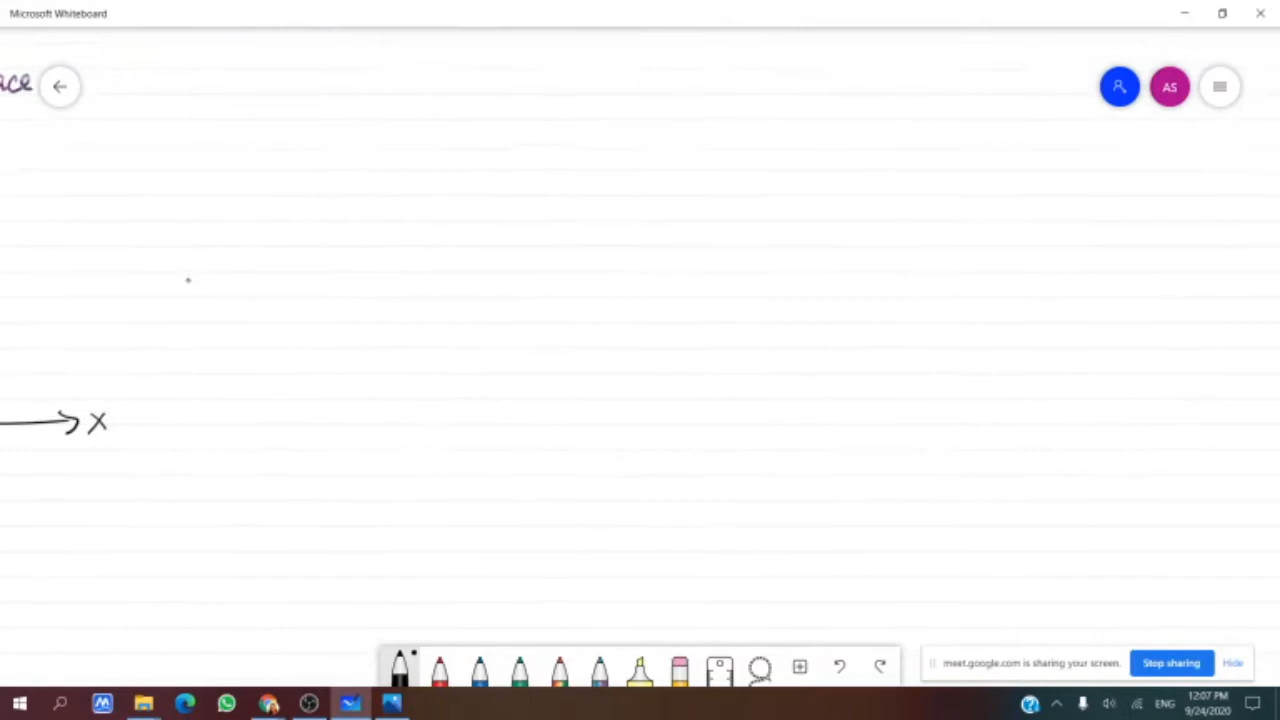 Microsoft Whiteboard
ace
AS
X
meet.google.com is sharing your screen.
Stop sharing
Hide
ENG
12:07 PM
9/24/2020